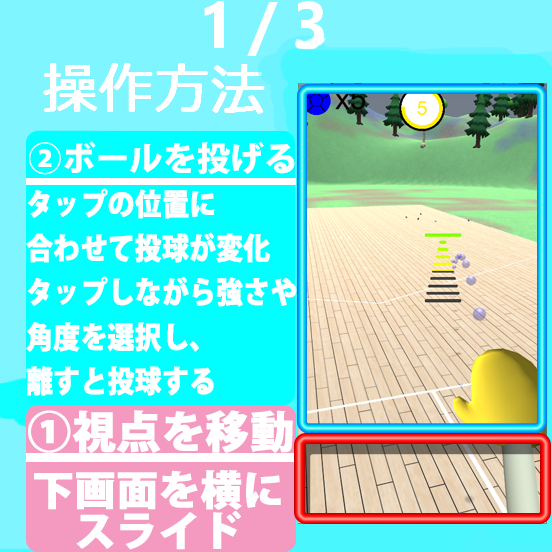 1/3
操作方法
②ボールを投げる
タップの位置に
合わせて投球が変化
タップしながら強さや
角度を選択し、
離すと投球する
①視点を移動
下画面を横に
スライド
X5
5